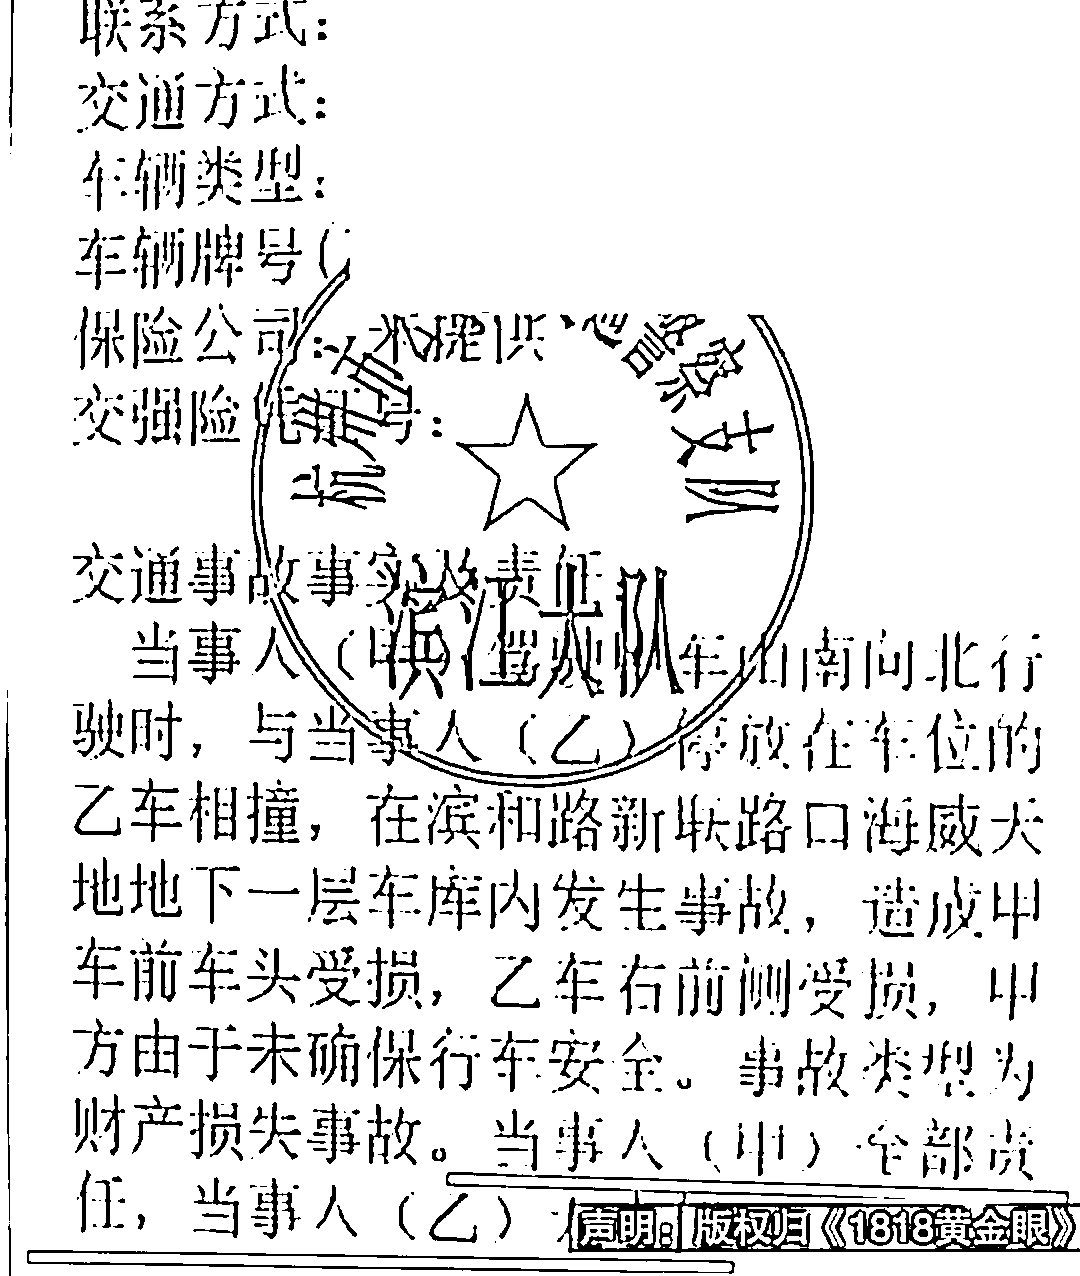 联系方式：
交通方式：
车辆类型：
车辆牌号（
保险公司：未提供
交强险凭证号：
杭州市 通警察支队
滨江大队
交通事故事实及责任
当事人（甲）驾驶甲车由南向北行
驶时，与当事人（乙）停放在车位的
乙车相撞，在滨和路新联路口海威大
地地下一层车库内发生事故，造成甲
车前车头受损，乙车右前侧受损，甲
方由于未确保行车安全。事故类型为
财产损失事故。当事人（甲）全部责
任，当事人（乙）
声明：版权归《1818黄金眼》